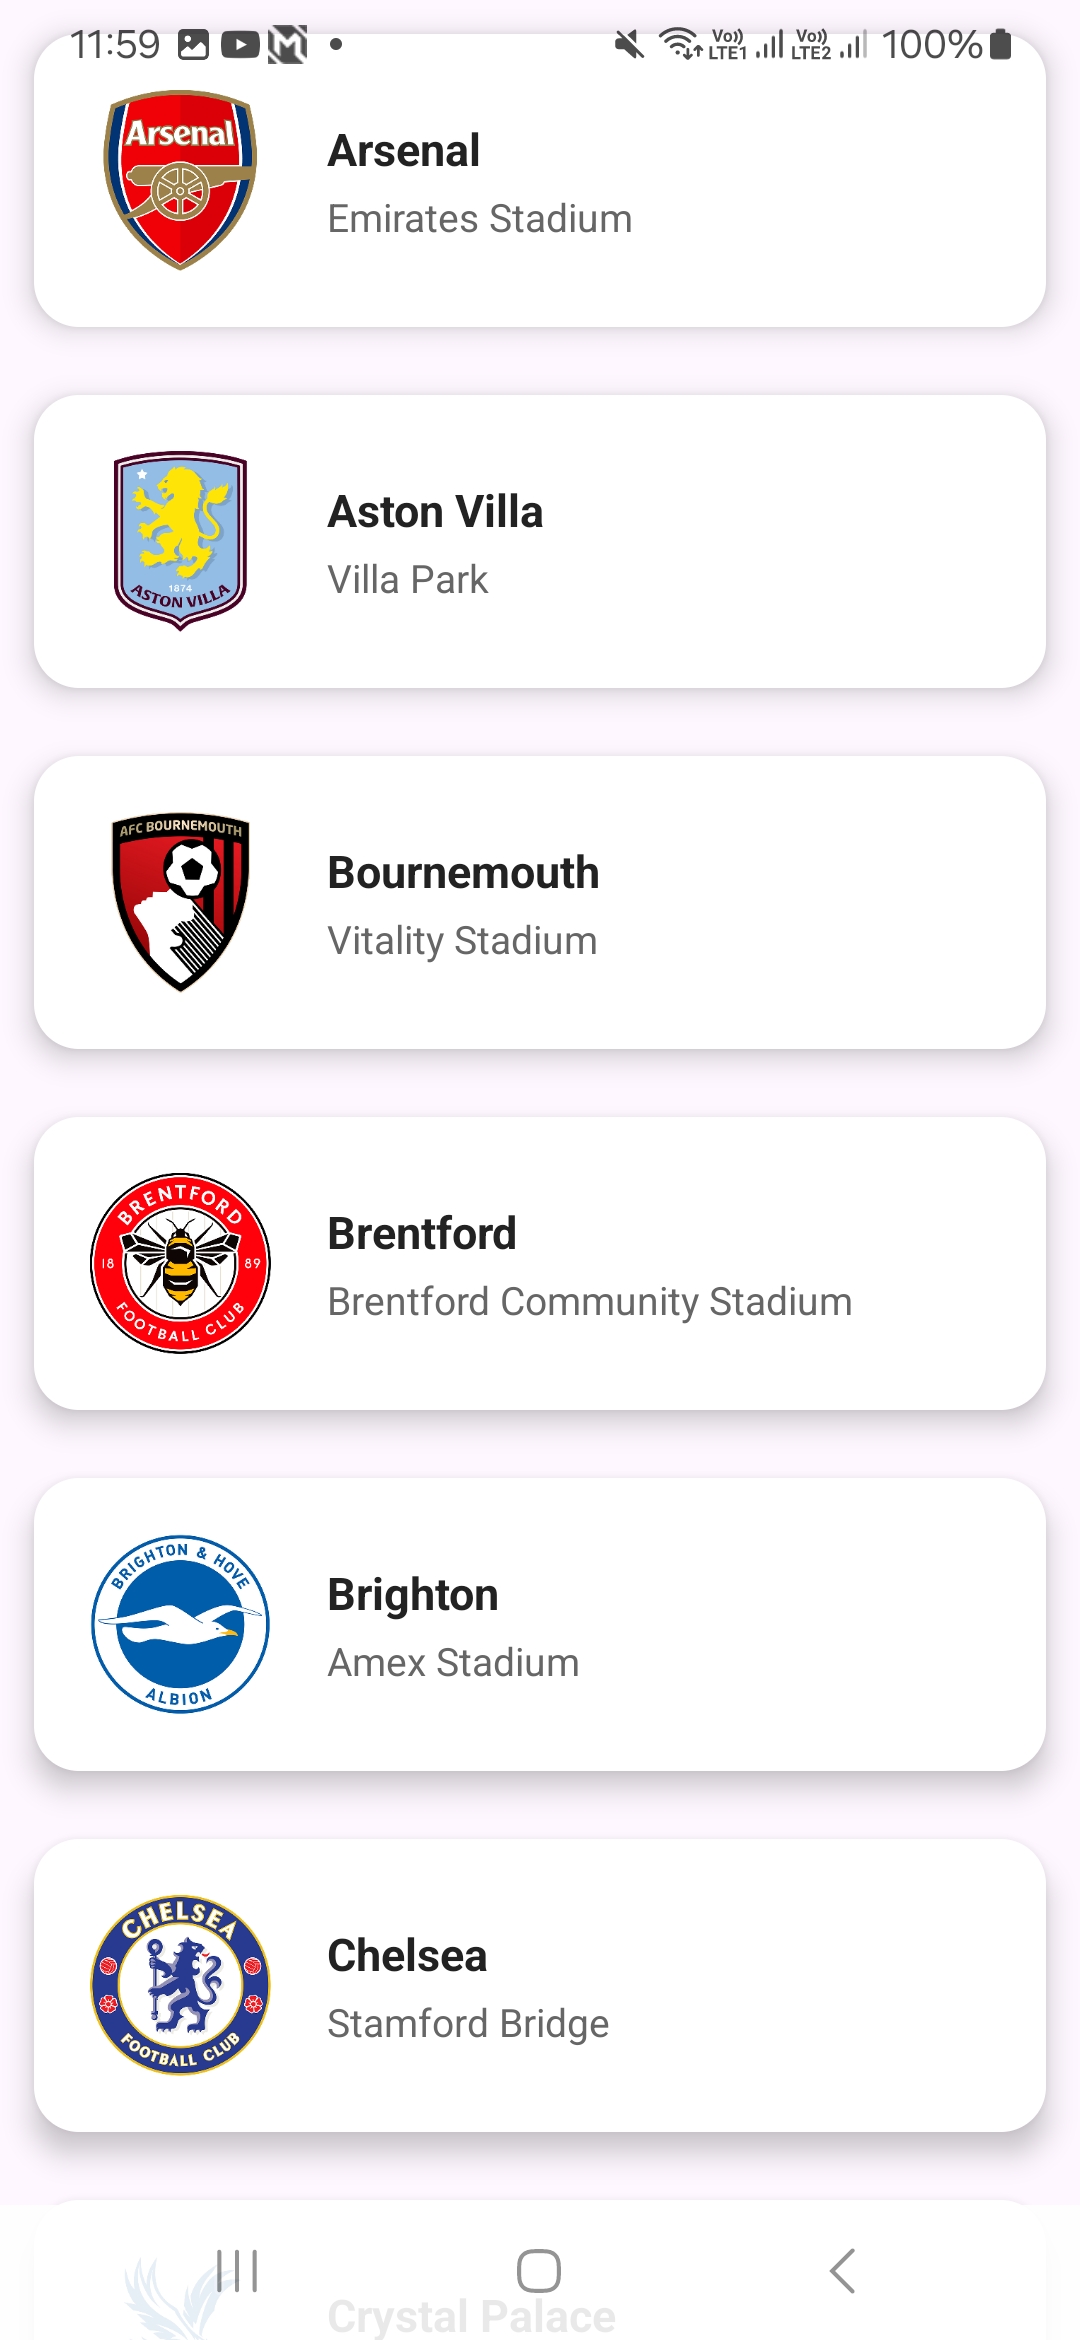 11:59 Vo)) LTE1 Vo)) LTE2 100%
Arsenal
Arsenal
Emirates Stadium
1874
ASTON VILLA
Aston Villa
Villa Park
AFC BOURNEMOUTH
Bournemouth
Vitality Stadium
BRENTFORD
18 89
FOOTBALL CLUB
Brentford
Brentford Community Stadium
BRIGHTON & HOVE
ALBION
Brighton
Amex Stadium
CHELSEA
FOOTBALL CLUB
Chelsea
Stamford Bridge
Crystal Palace